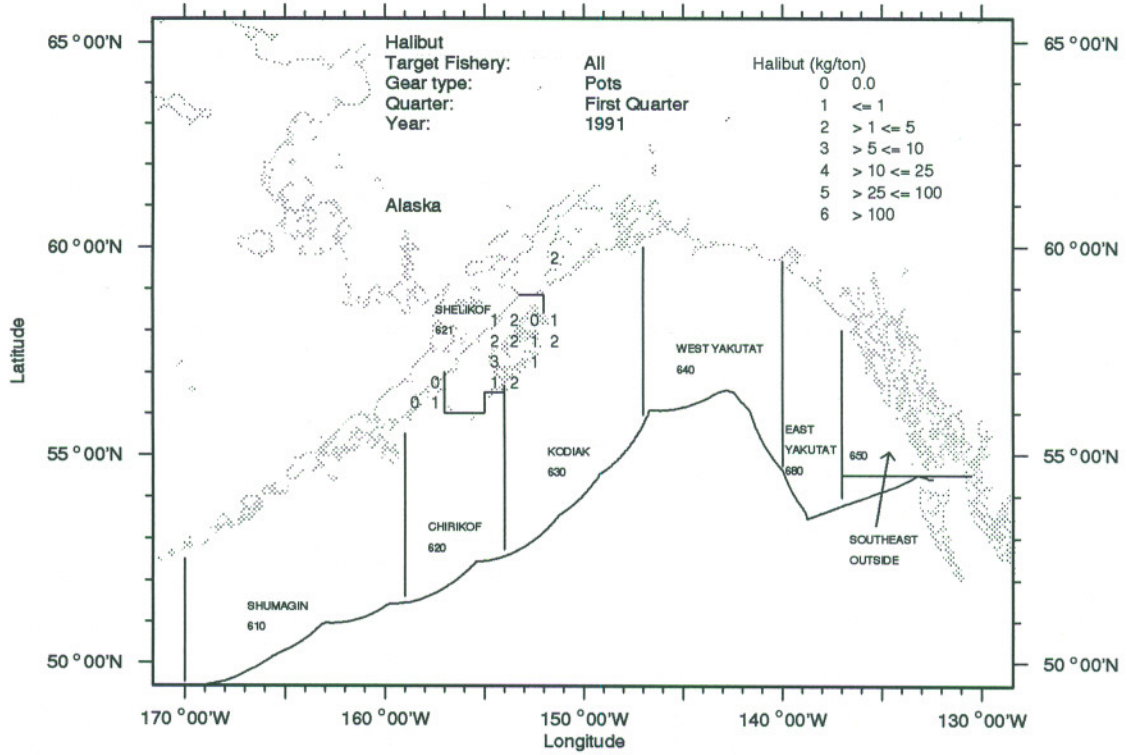 65°00'N
65°00'N
Halibut
Target Fishery: All
Gear type: Pots
Quarter: First Quarter
Year: 1991
Halibut (kg/ton)
0 0.0
1 <= 1
2 > 1 <= 5
3 > 5 <= 10
4 > 10 <= 25
5 > 25 <= 100
6 > 100
Alaska
60°00'N
60°00'N
2
SHELIKOF
621
1 2 0 1
2 2 1 2
3 1
0 1 2
0 1
WEST YAKUTAT
640
55°00'N
55°00'N
KODIAK
630
EAST
YAKUTAT
680
650
CHIRIKOF
620
SOUTHEAST
OUTSIDE
SHUMAGIN
610
50°00'N
50°00'N
170°00'W 160°00'W 150°00'W 140°00'W 130°00'W
Longitude
Latitude